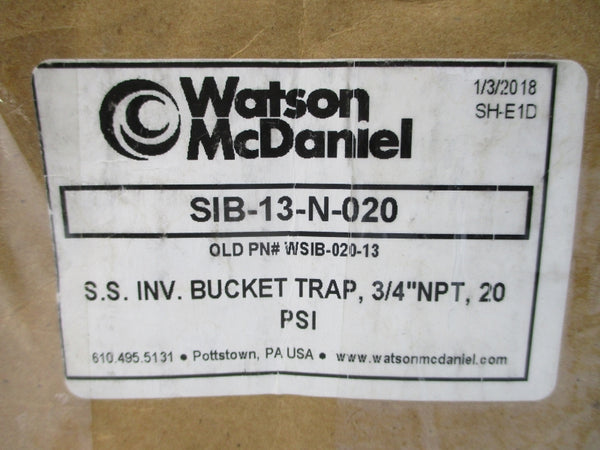 Watson
McDaniel
1/3/2018
SH-E1D
SIB-13-N-020
OLD PN# WSIB-020-13
S.S. INV. BUCKET TRAP, 3/4"NPT, 20
PSI
610.495.5131 ● Pottstown, PA USA ● www.watsonmcdaniel.com